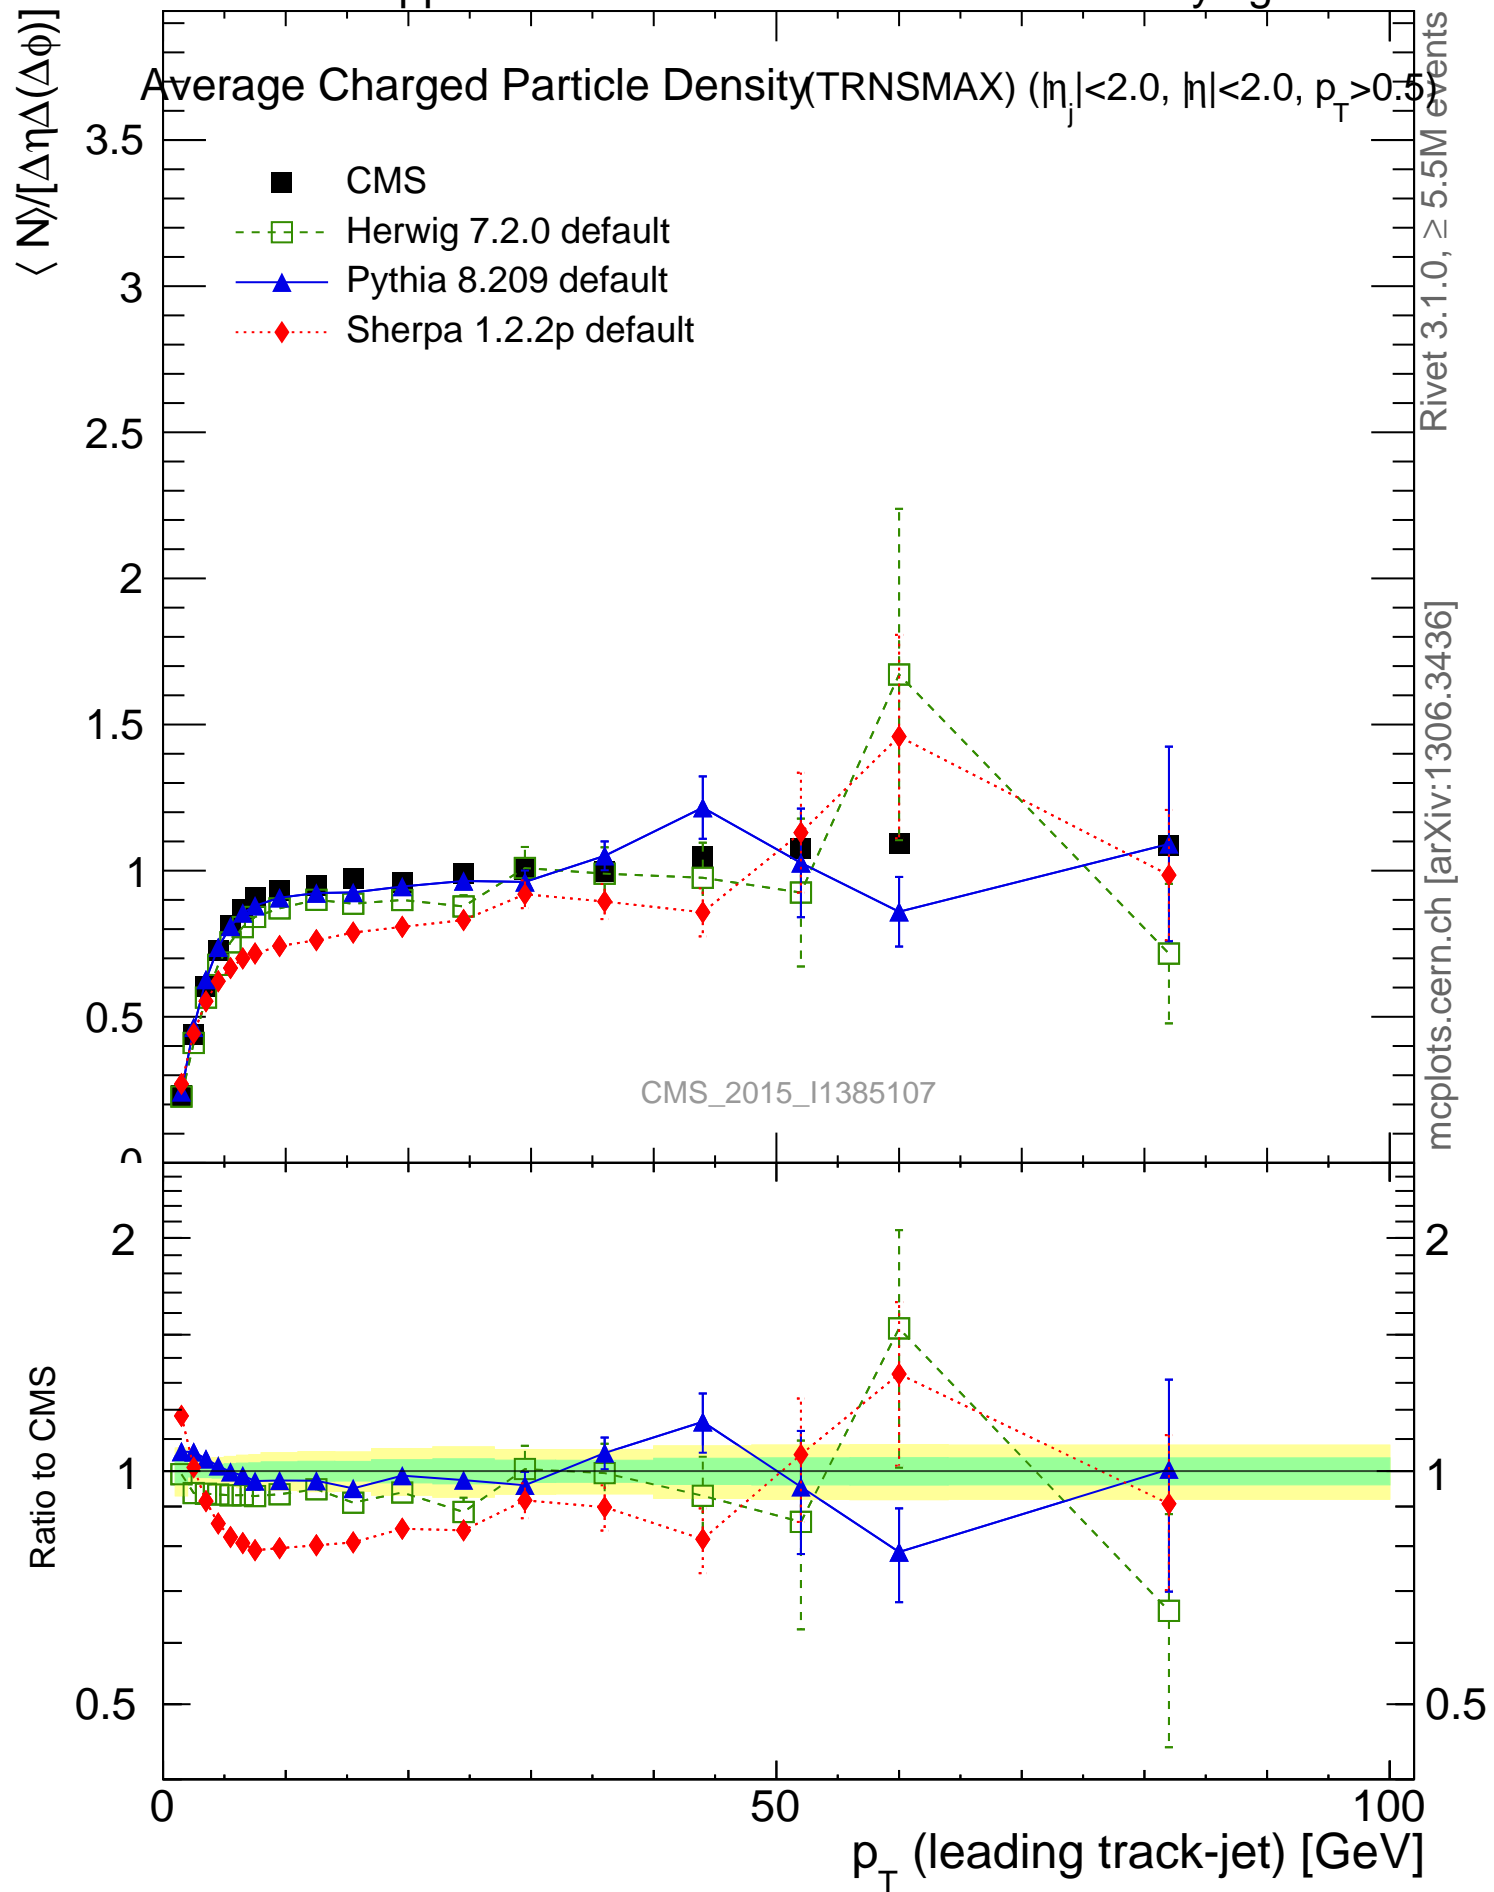 Average Charged Particle Density (TRNSMAX) (|η_j|<2.0, |η|<2.0, p_T>0.5)
⟨ N⟩/[ΔηΔ(Δϕ)]
CMS
Herwig 7.2.0 default
Pythia 8.209 default
Sherpa 1.2.2p default
3.5
3
2.5
2
1.5
1
0.5
0
CMS_2015_I1385107
Rivet 3.1.0, ≥ 5.5M events
mcplots.cern.ch [arXiv:1306.3436]
Ratio to CMS
2
1
0.5
2
1
0.5
0
50
100
p_T (leading track-jet) [GeV]